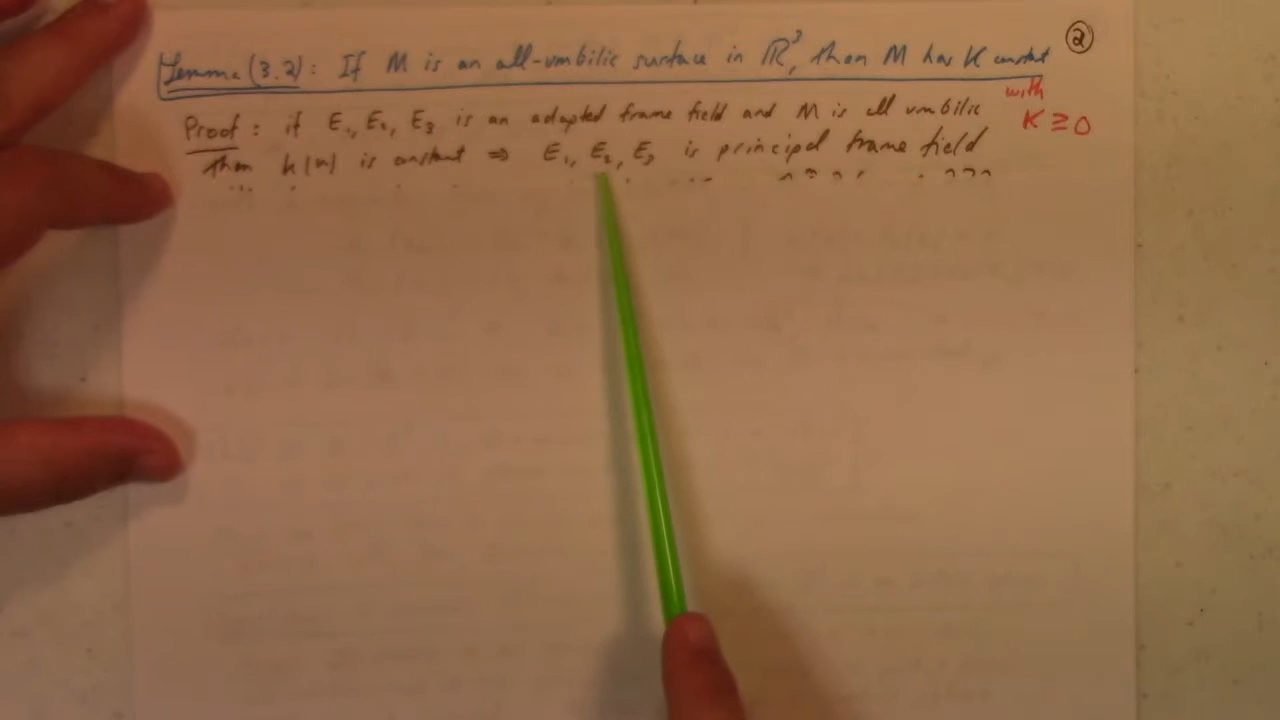 ②
Lemma (3.2): If M is an all-umbilic surface in ℝ³, then M has K constant
with
K ≥ 0
Proof: if E₁, E₂, E₃ is an adapted frame field and M is all umbilic
then k(u) is constant ⇒ E₁, E₂, E₃ is principal frame field